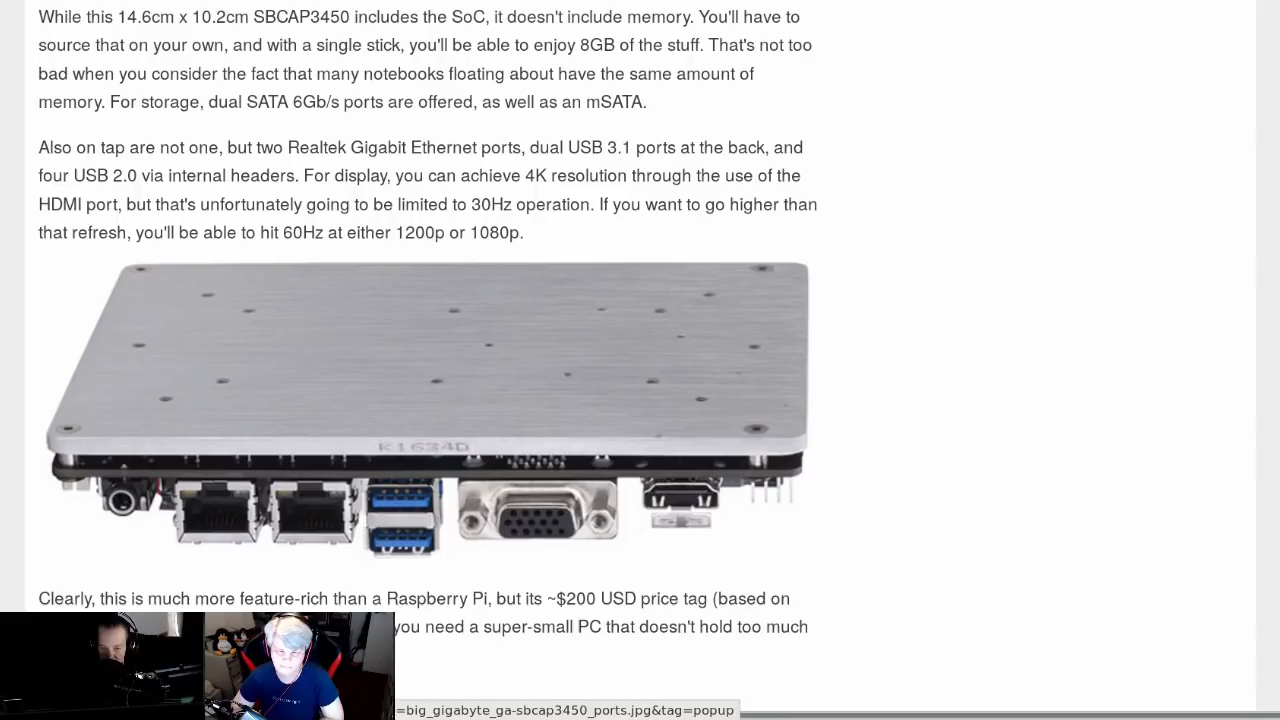 While this 14.6cm x 10.2cm SBCAP3450 includes the SoC, it doesn't include memory. You'll have to
source that on your own, and with a single stick, you'll be able to enjoy 8GB of the stuff. That's not too
bad when you consider the fact that many notebooks floating about have the same amount of
memory. For storage, dual SATA 6Gb/s ports are offered, as well as an mSATA.
Also on tap are not one, but two Realtek Gigabit Ethernet ports, dual USB 3.1 ports at the back, and
four USB 2.0 via internal headers. For display, you can achieve 4K resolution through the use of the
HDMI port, but that's unfortunately going to be limited to 30Hz operation. If you want to go higher than
that refresh, you'll be able to hit 60Hz at either 1200p or 1080p.
K1634D
Clearly, this is much more feature-rich than a Raspberry Pi, but its ~$200 USD price tag (based on
you need a super-small PC that doesn't hold too much
=big_gigabyte_ga-sbcap3450_ports.jpg&tag=popup